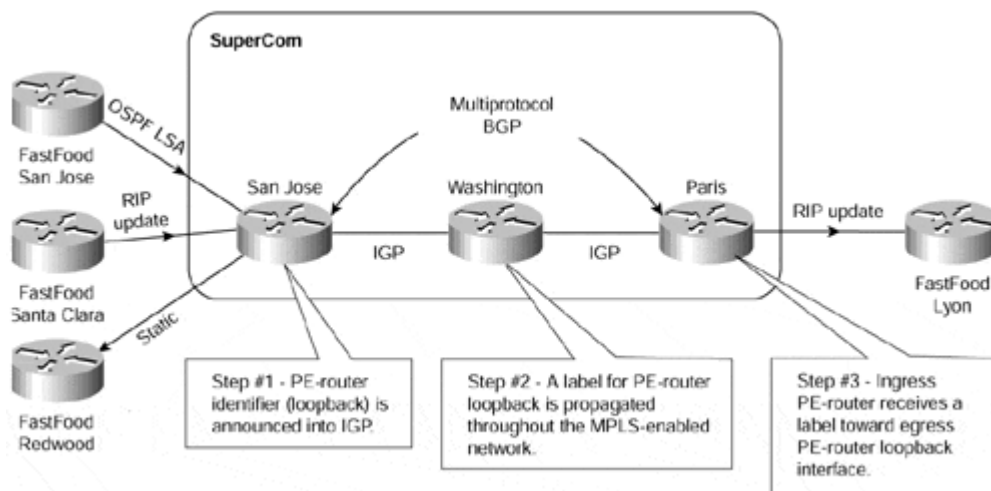 SuperCom
OSPF LSA
Multiprotocol
BGP
FastFood
San Jose
San Jose
Washington
Paris
RIP
update
RIP update
IGP
IGP
FastFood
Santa Clara
FastFood
Lyon
Static
FastFood
Redwood
Step #1 - PE-router
identifier (loopback) is
announced into IGP.
Step #2 - A label for PE-router
loopback is propagated
throughout the MPLS-enabled
network.
Step #3 - Ingress
PE-router receives a
label toward egress
PE-router loopback
interface.